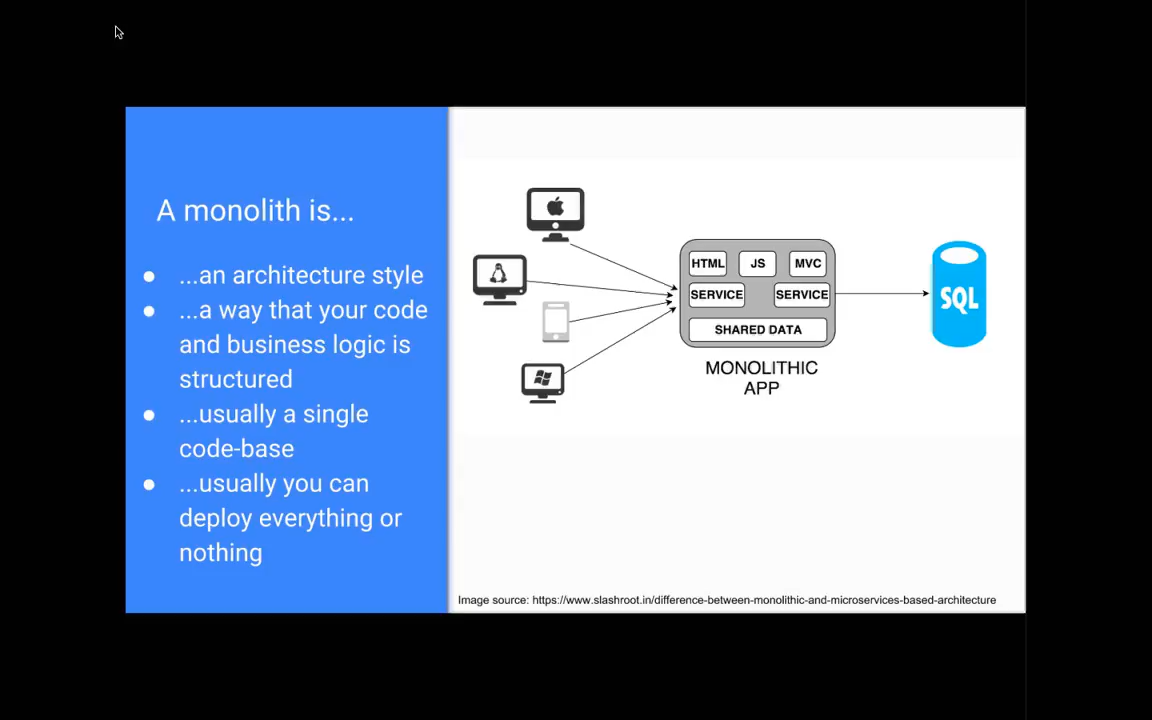 A monolith is...
● ...an architecture style
● ...a way that your code
and business logic is
structured
● ...usually a single
code-base
● ...usually you can
deploy everything or
nothing
HTML JS MVC
SERVICE SERVICE
SHARED DATA
MONOLITHIC
APP
SQL
Image source: https://www.slashroot.in/difference-between-monolithic-and-microservices-based-architecture